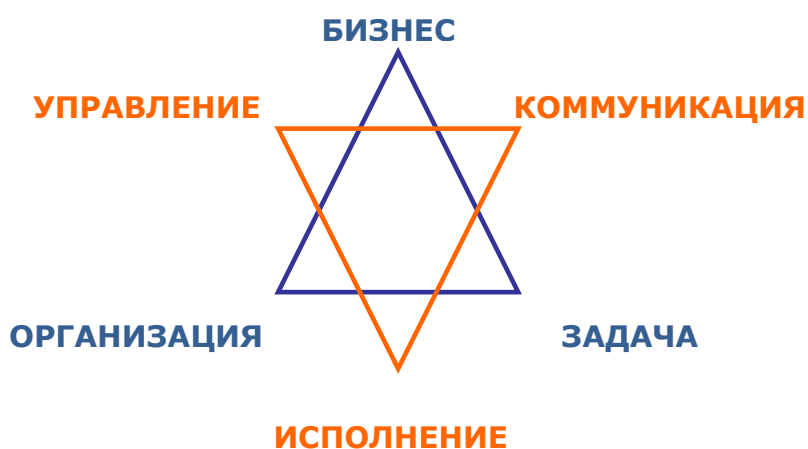 БИЗНЕС
УПРАВЛЕНИЕ
КОММУНИКАЦИЯ
ОРГАНИЗАЦИЯ
ЗАДАЧА
ИСПОЛНЕНИЕ